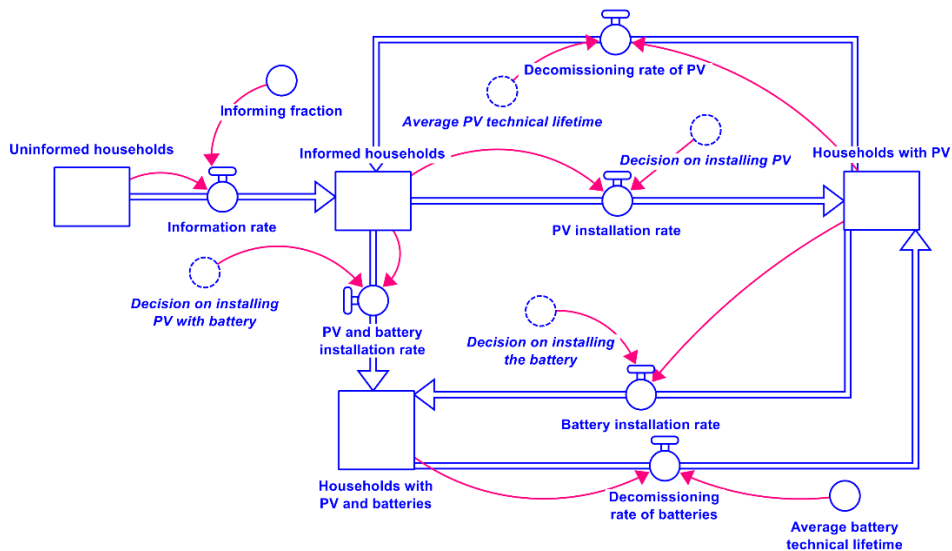 Decomissioning rate of PV
Informing fraction
Average PV technical lifetime
Uninformed households
Informed households
Decision on installing PV
Households with PV
Information rate
PV installation rate
Decision on installing
PV with battery
PV and battery
installation rate
Decision on installing
the battery
Battery installation rate
Households with
PV and batteries
Decomissioning
rate of batteries
Average battery
technical lifetime